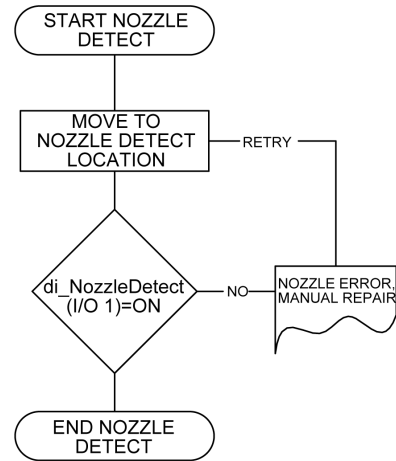 START NOZZLE
DETECT
MOVE TO
NOZZLE DETECT
LOCATION
RETRY
di_NozzleDetect
(I/O 1)=ON
NO
NOZZLE ERROR,
MANUAL REPAIR
END NOZZLE
DETECT